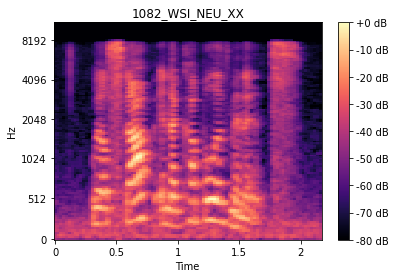 1082_WSI_NEU_XX
+0 dB
8192
-10 dB
4096
-20 dB
-30 dB
2048
Hz
-40 dB
1024
-50 dB
512
-60 dB
-70 dB
0
-80 dB
0
0.5
1
1.5
2
Time